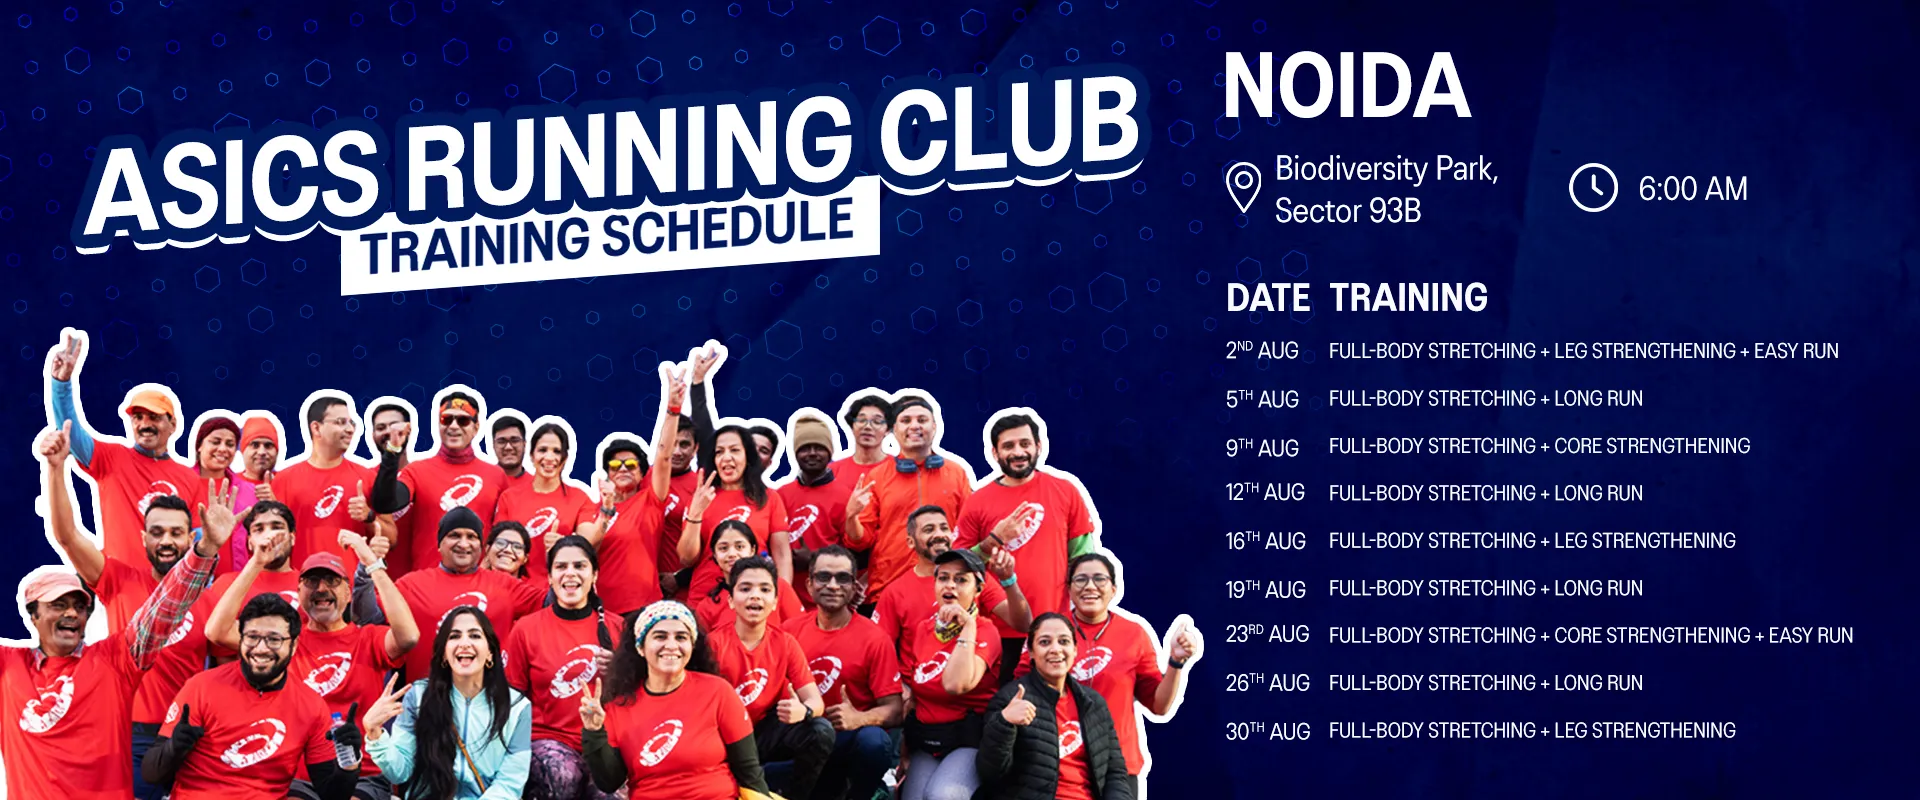 ASICS RUNNING CLUB
TRAINING SCHEDULE
NOIDA
Biodiversity Park,
Sector 93B
6:00 AM
DATE TRAINING
2ND AUG FULL-BODY STRETCHING + LEG STRENGTHENING + EASY RUN
5TH AUG FULL-BODY STRETCHING + LONG RUN
9TH AUG FULL-BODY STRETCHING + CORE STRENGTHENING
12TH AUG FULL-BODY STRETCHING + LONG RUN
16TH AUG FULL-BODY STRETCHING + LEG STRENGTHENING
19TH AUG FULL-BODY STRETCHING + LONG RUN
23RD AUG FULL-BODY STRETCHING + CORE STRENGTHENING + EASY RUN
26TH AUG FULL-BODY STRETCHING + LONG RUN
30TH AUG FULL-BODY STRETCHING + LEG STRENGTHENING